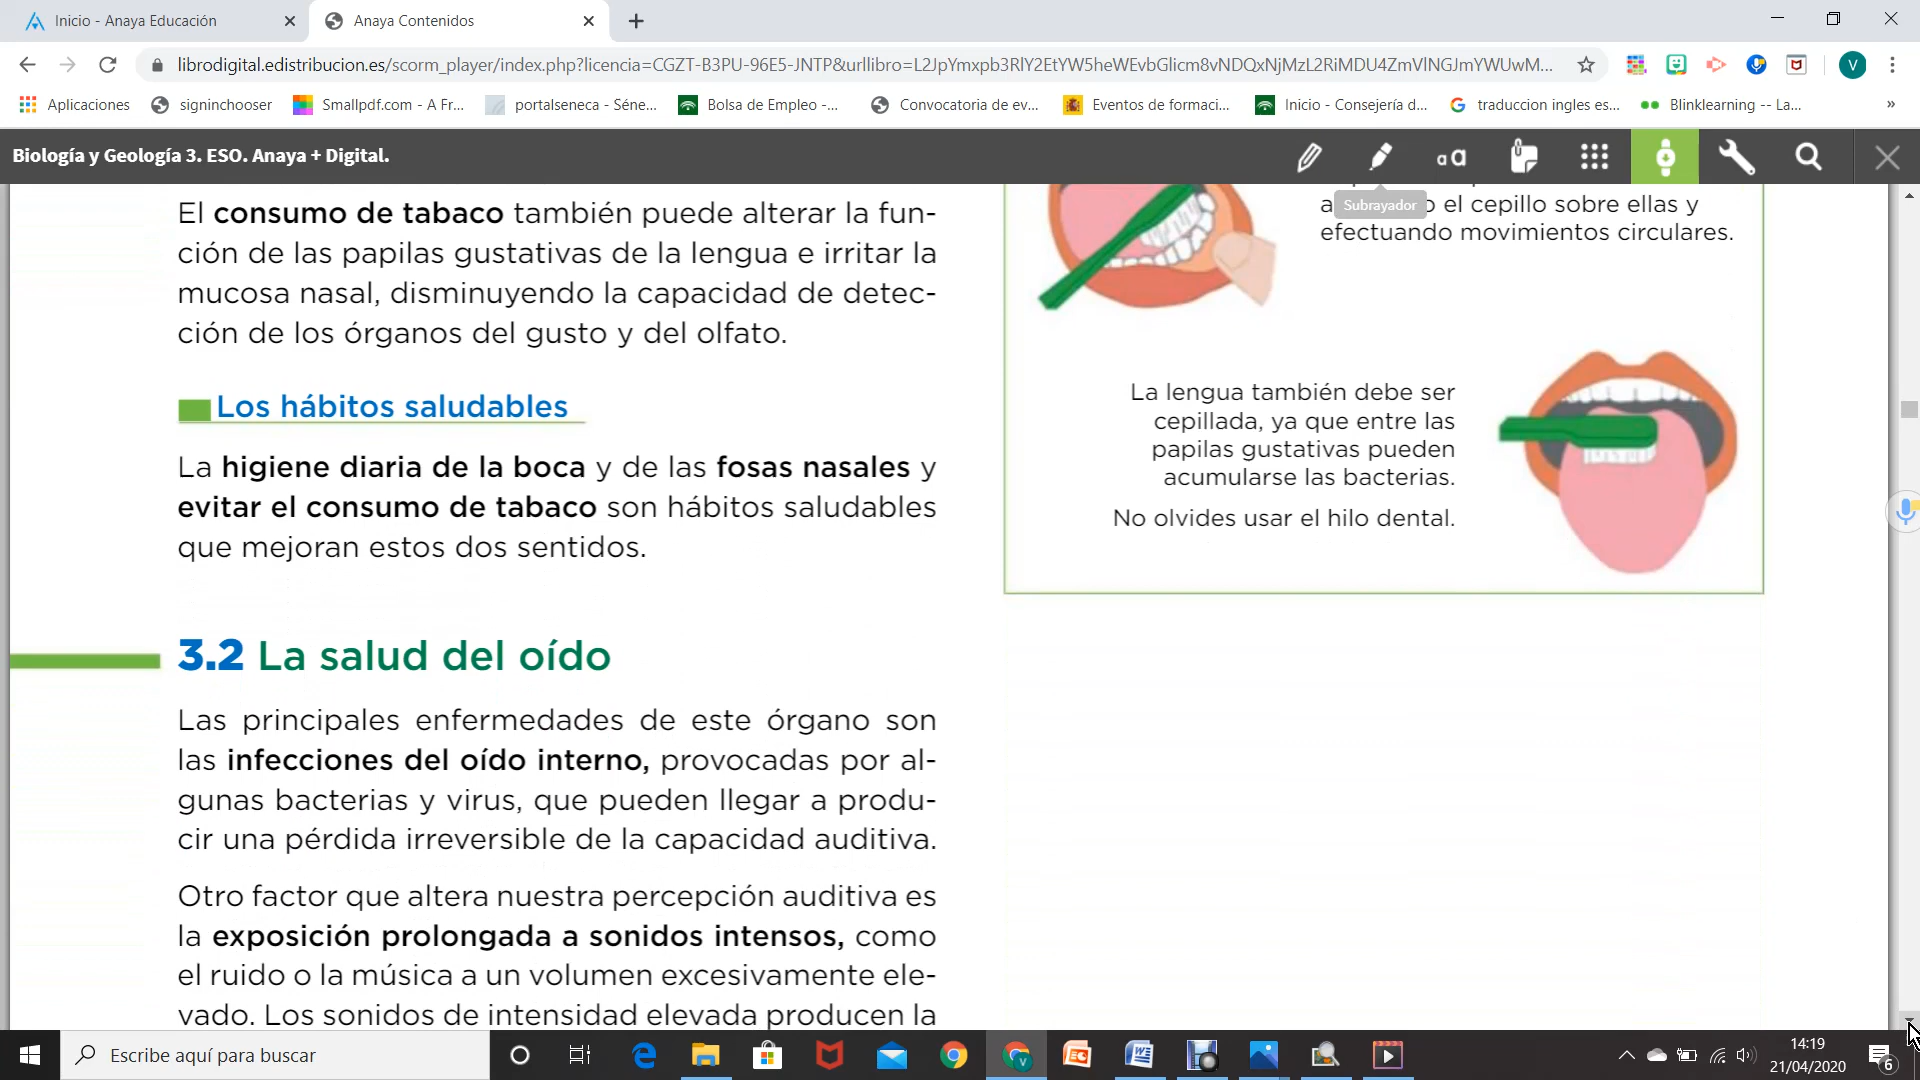 Inicio - Anaya Educación
Anaya Contenidos
librodigital.edistribucion.es/scorm_player/index.php?licencia=CGZT-B3PU-96E5-JNTP&urllibro=L2JpYmxpb3RlY2EtYW5heWEvbGlicm8vNDQxNjMzL2RiMDU4ZmVlNGJmYWUwM...
V
Aplicaciones
signinchooser
Smallpdf.com - A Fr...
portalseneca - Séne...
Bolsa de Empleo -...
Convocatoria de ev...
Eventos de formaci...
Inicio - Consejería d...
traduccion ingles es...
Blinklearning -- La...
»
Biología y Geología 3. ESO. Anaya + Digital.
a a
Subrayador
El consumo de tabaco también puede alterar la fun-
ción de las papilas gustativas de la lengua e irritar la
mucosa nasal, disminuyendo la capacidad de detec-
ción de los órganos del gusto y del olfato.
Los hábitos saludables
La higiene diaria de la boca y de las fosas nasales y
evitar el consumo de tabaco son hábitos saludables
que mejoran estos dos sentidos.
3.2 La salud del oído
Las principales enfermedades de este órgano son
las infecciones del oído interno, provocadas por al-
gunas bacterias y virus, que pueden llegar a produ-
cir una pérdida irreversible de la capacidad auditiva.
Otro factor que altera nuestra percepción auditiva es
la exposición prolongada a sonidos intensos, como
el ruido o la música a un volumen excesivamente ele-
vado. Los sonidos de intensidad elevada producen la
el cepillo sobre ellas y
efectuando movimientos circulares.
La lengua también debe ser
cepillada, ya que entre las
papilas gustativas pueden
acumularse las bacterias.
No olvides usar el hilo dental.
Escribe aquí para buscar
14:19
21/04/2020
6